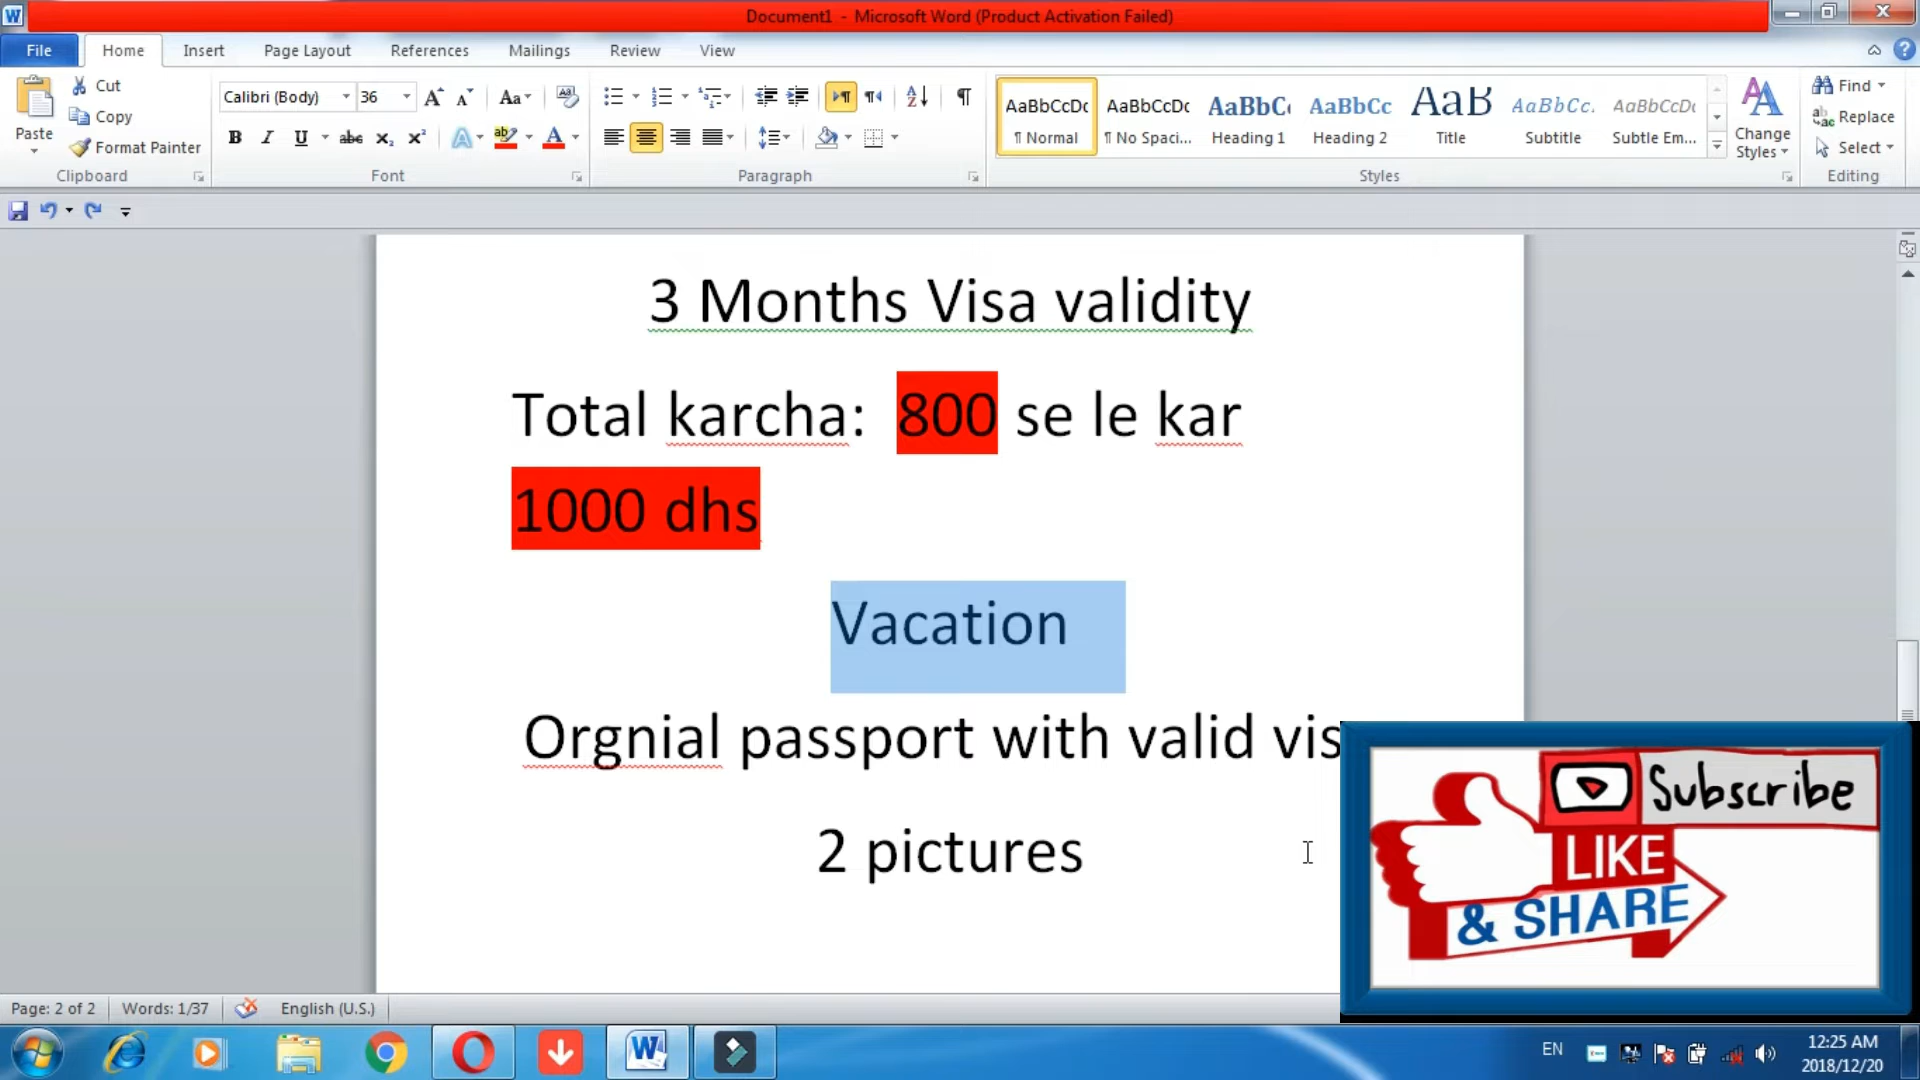 Document1 - Microsoft Word (Product Activation Failed)
File Home Insert Page Layout References Mailings Review View
Paste
Cut
Copy
Format Painter
Clipboard
Calibri (Body) 36
Font
Paragraph
AaBbCcDc AaBbCcDc AaBbC AaBbCc AaB AaBbCc. AaBbCcDc
¶ Normal ¶ No Spaci... Heading 1 Heading 2 Title Subtitle Subtle Em...
Styles
Change Styles
Find
Replace
Select
Editing
3 Months Visa validity
Total karcha: 800 se le kar
1000 dhs
Vacation
Orgnial passport with valid vis
2 pictures
Subscribe
LIKE
& SHARE
Page: 2 of 2 Words: 1/37 English (U.S.)
EN
12:25 AM
2018/12/20